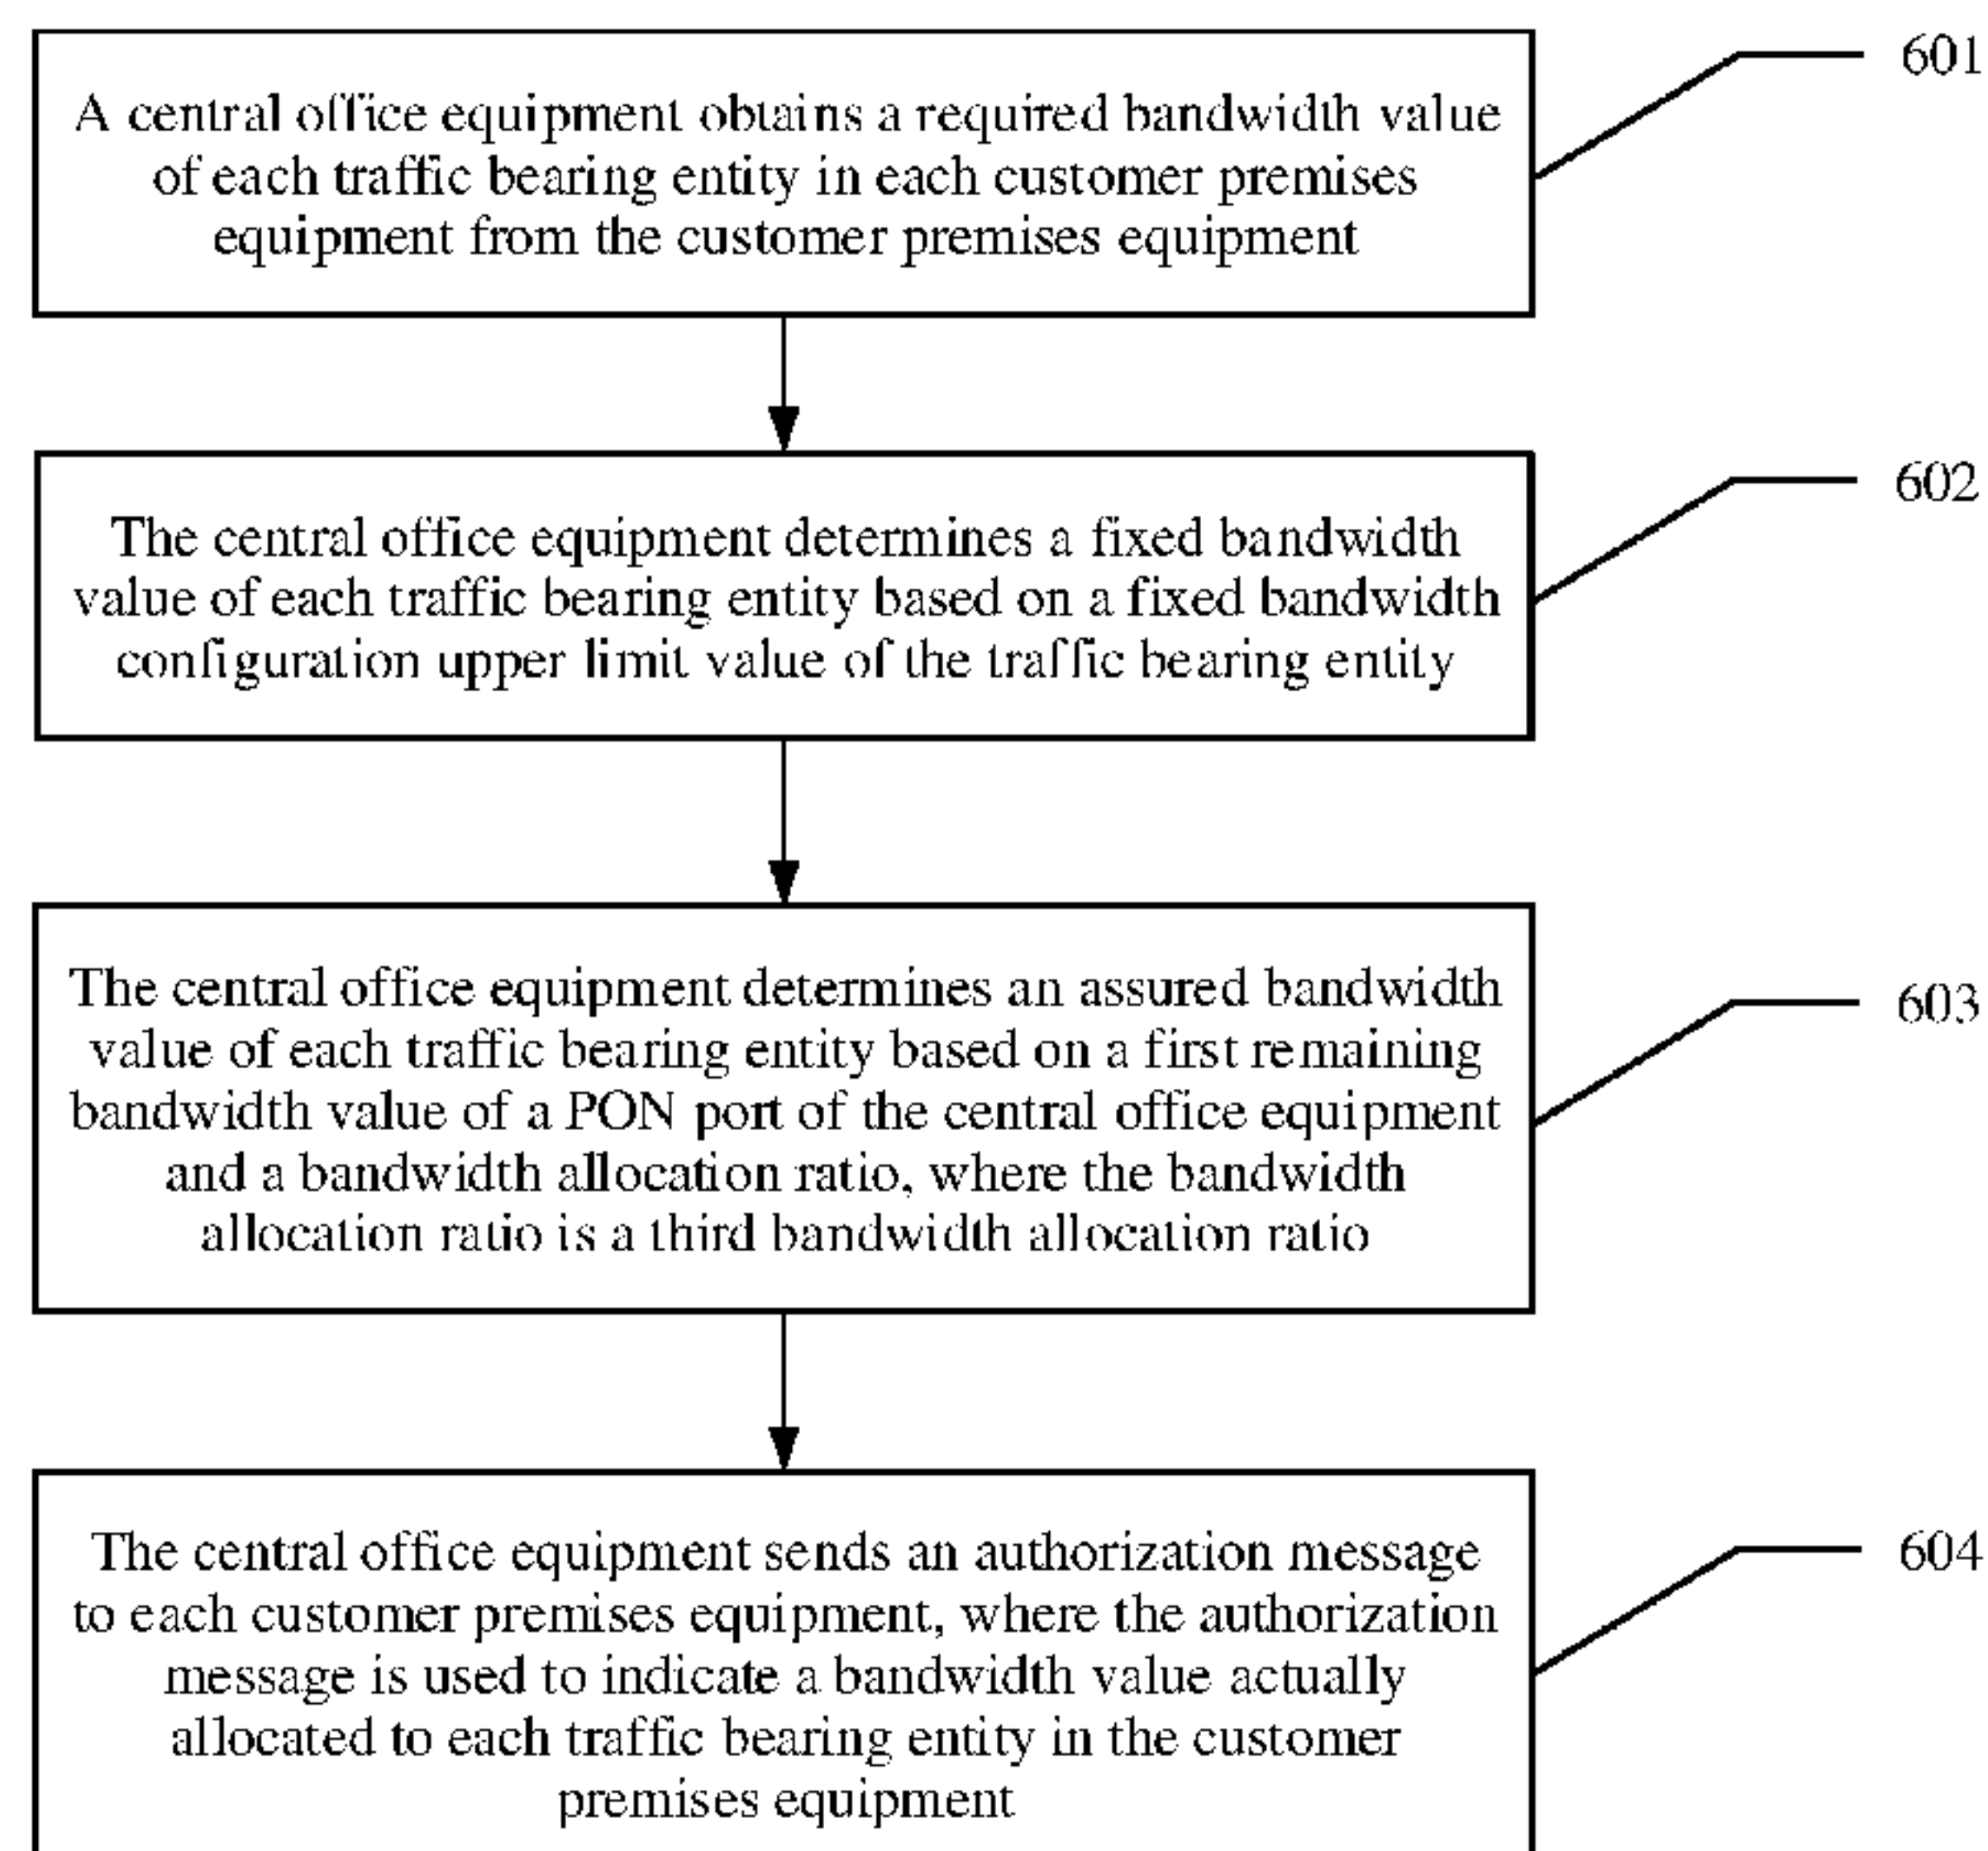 A central office equipment obtains a required bandwidth value
of each traffic bearing entity in each customer premises
equipment from the customer premises equipment
601
The central office equipment determines a fixed bandwidth
value of each traffic bearing entity based on a fixed bandwidth
configuration upper limit value of the traffic bearing entity
602
The central office equipment determines an assured bandwidth
value of each traffic bearing entity based on a first remaining
bandwidth value of a PON port of the central office equipment
and a bandwidth allocation ratio, where the bandwidth
allocation ratio is a third bandwidth allocation ratio
603
The central office equipment sends an authorization message
to each customer premises equipment, where the authorization
message is used to indicate a bandwidth value actually
allocated to each traffic bearing entity in the customer
premises equipment
604